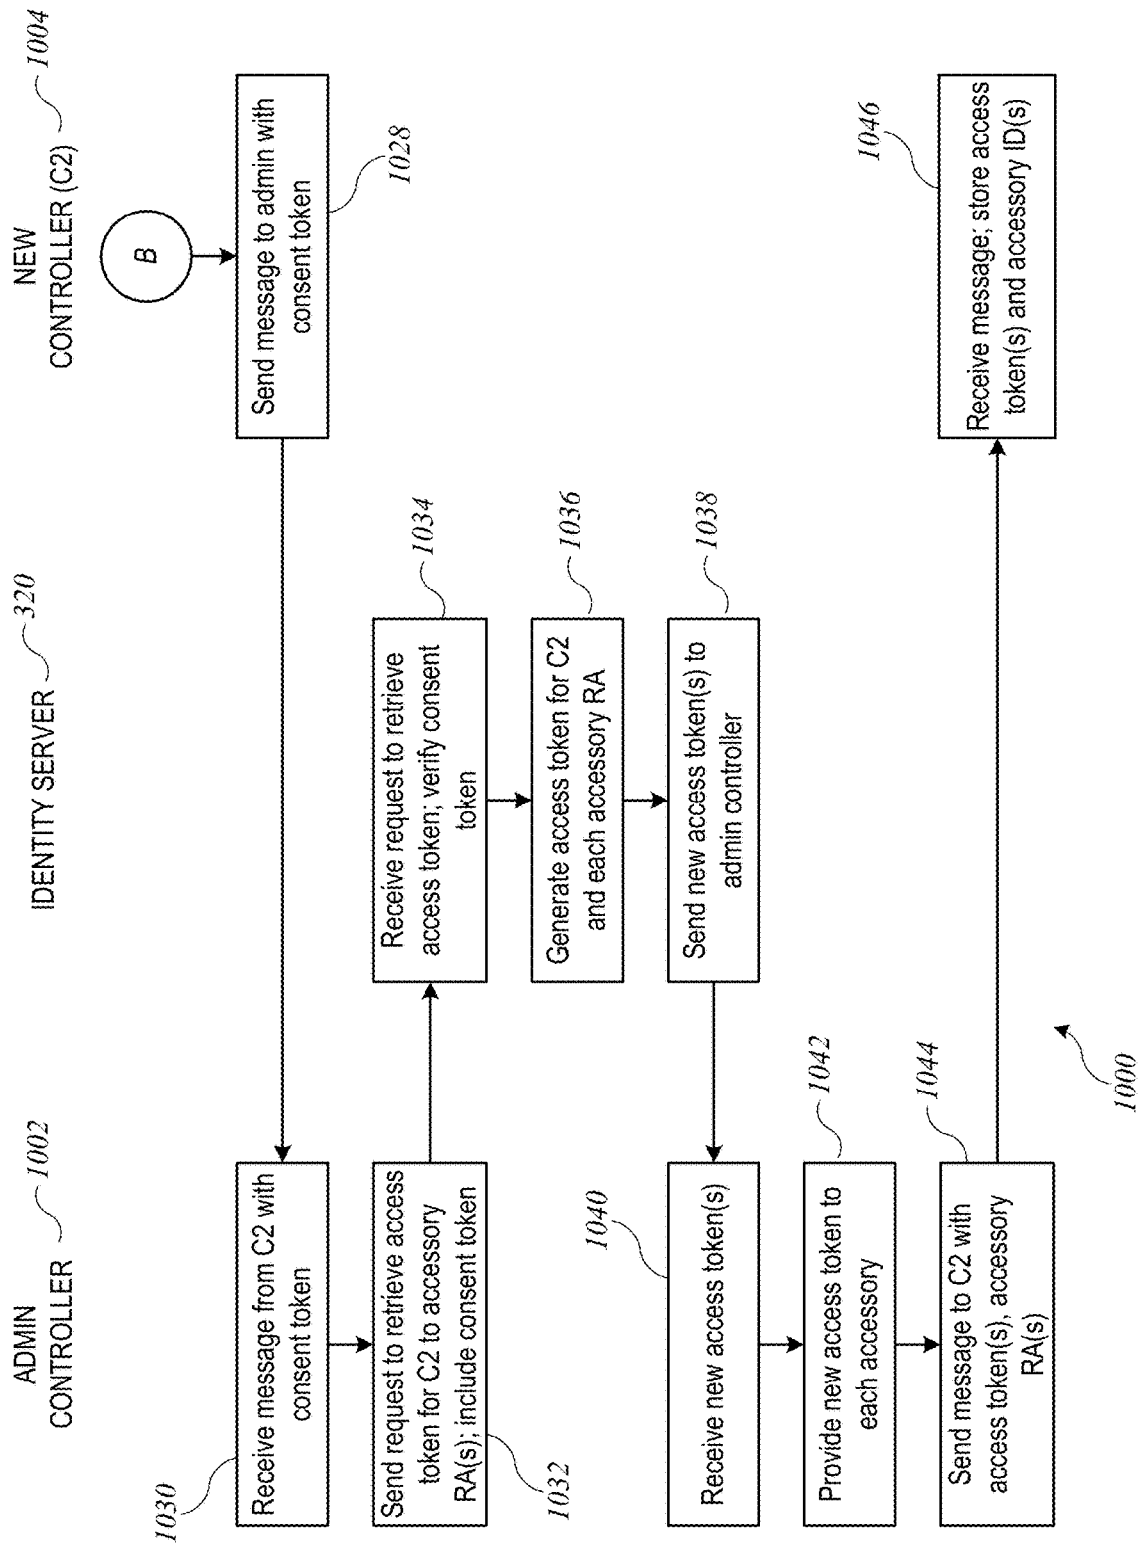 ADMIN
CONTROLLER
1002
IDENTITY SERVER
320
NEW
CONTROLLER (C2)
1004
B
Send message to admin with
consent token
1028
Receive message from C2 with
consent token
1030
Send request to retrieve access
token for C2 to accessory
RA(s); include consent token
1032
Receive request to retrieve
access token; verify consent
token
1034
Generate access token for C2
and each accessory RA
1036
Send new access token(s) to
admin controller
1038
Receive new access token(s)
1040
Provide new access token to
each accessory
1042
Send message to C2 with
access token(s), accessory
RA(s)
1044
Receive message; store access
token(s) and accessory ID(s)
1046
1000